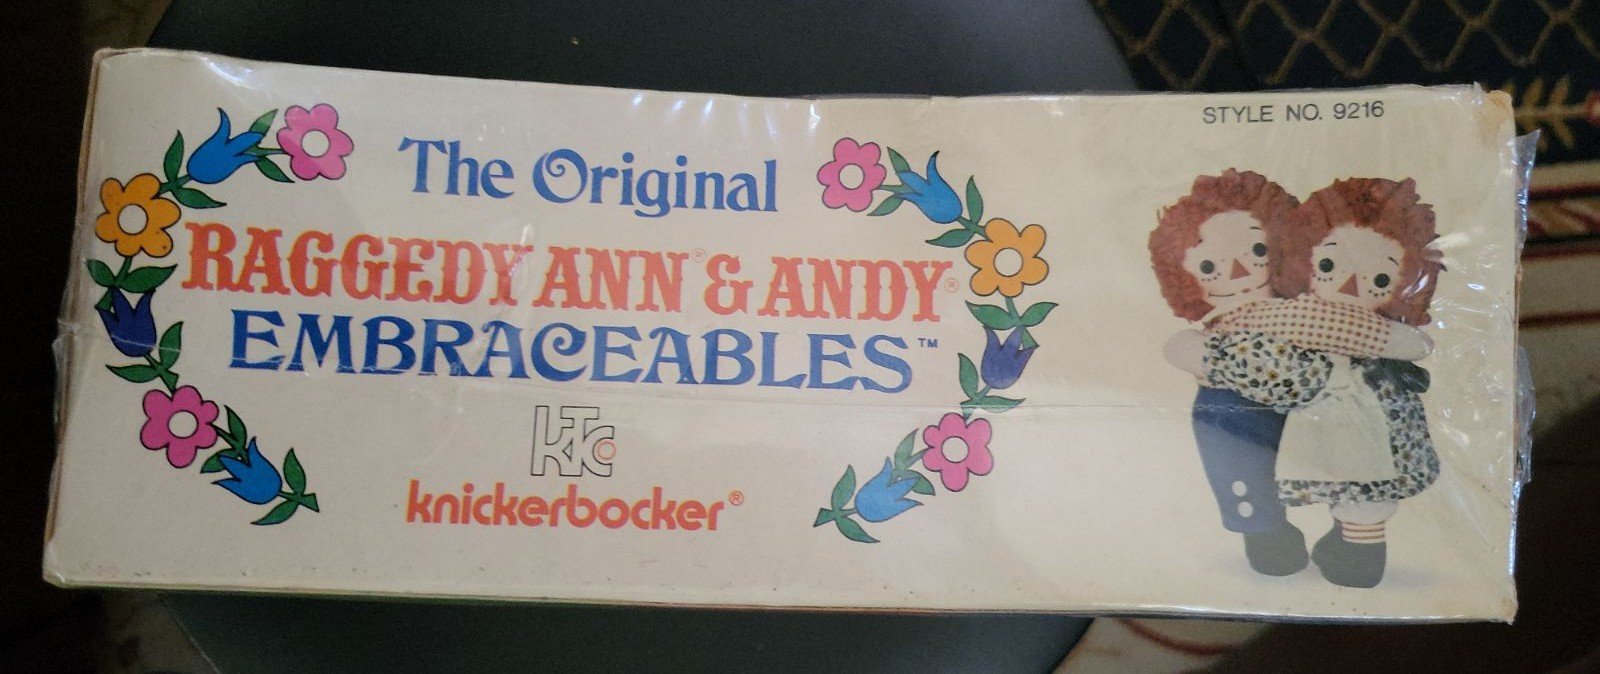 STYLE NO. 9216
The Original
RAGGEDY ANN® & ANDY®
EMBRACEABLES™
KTC
knickerbocker®